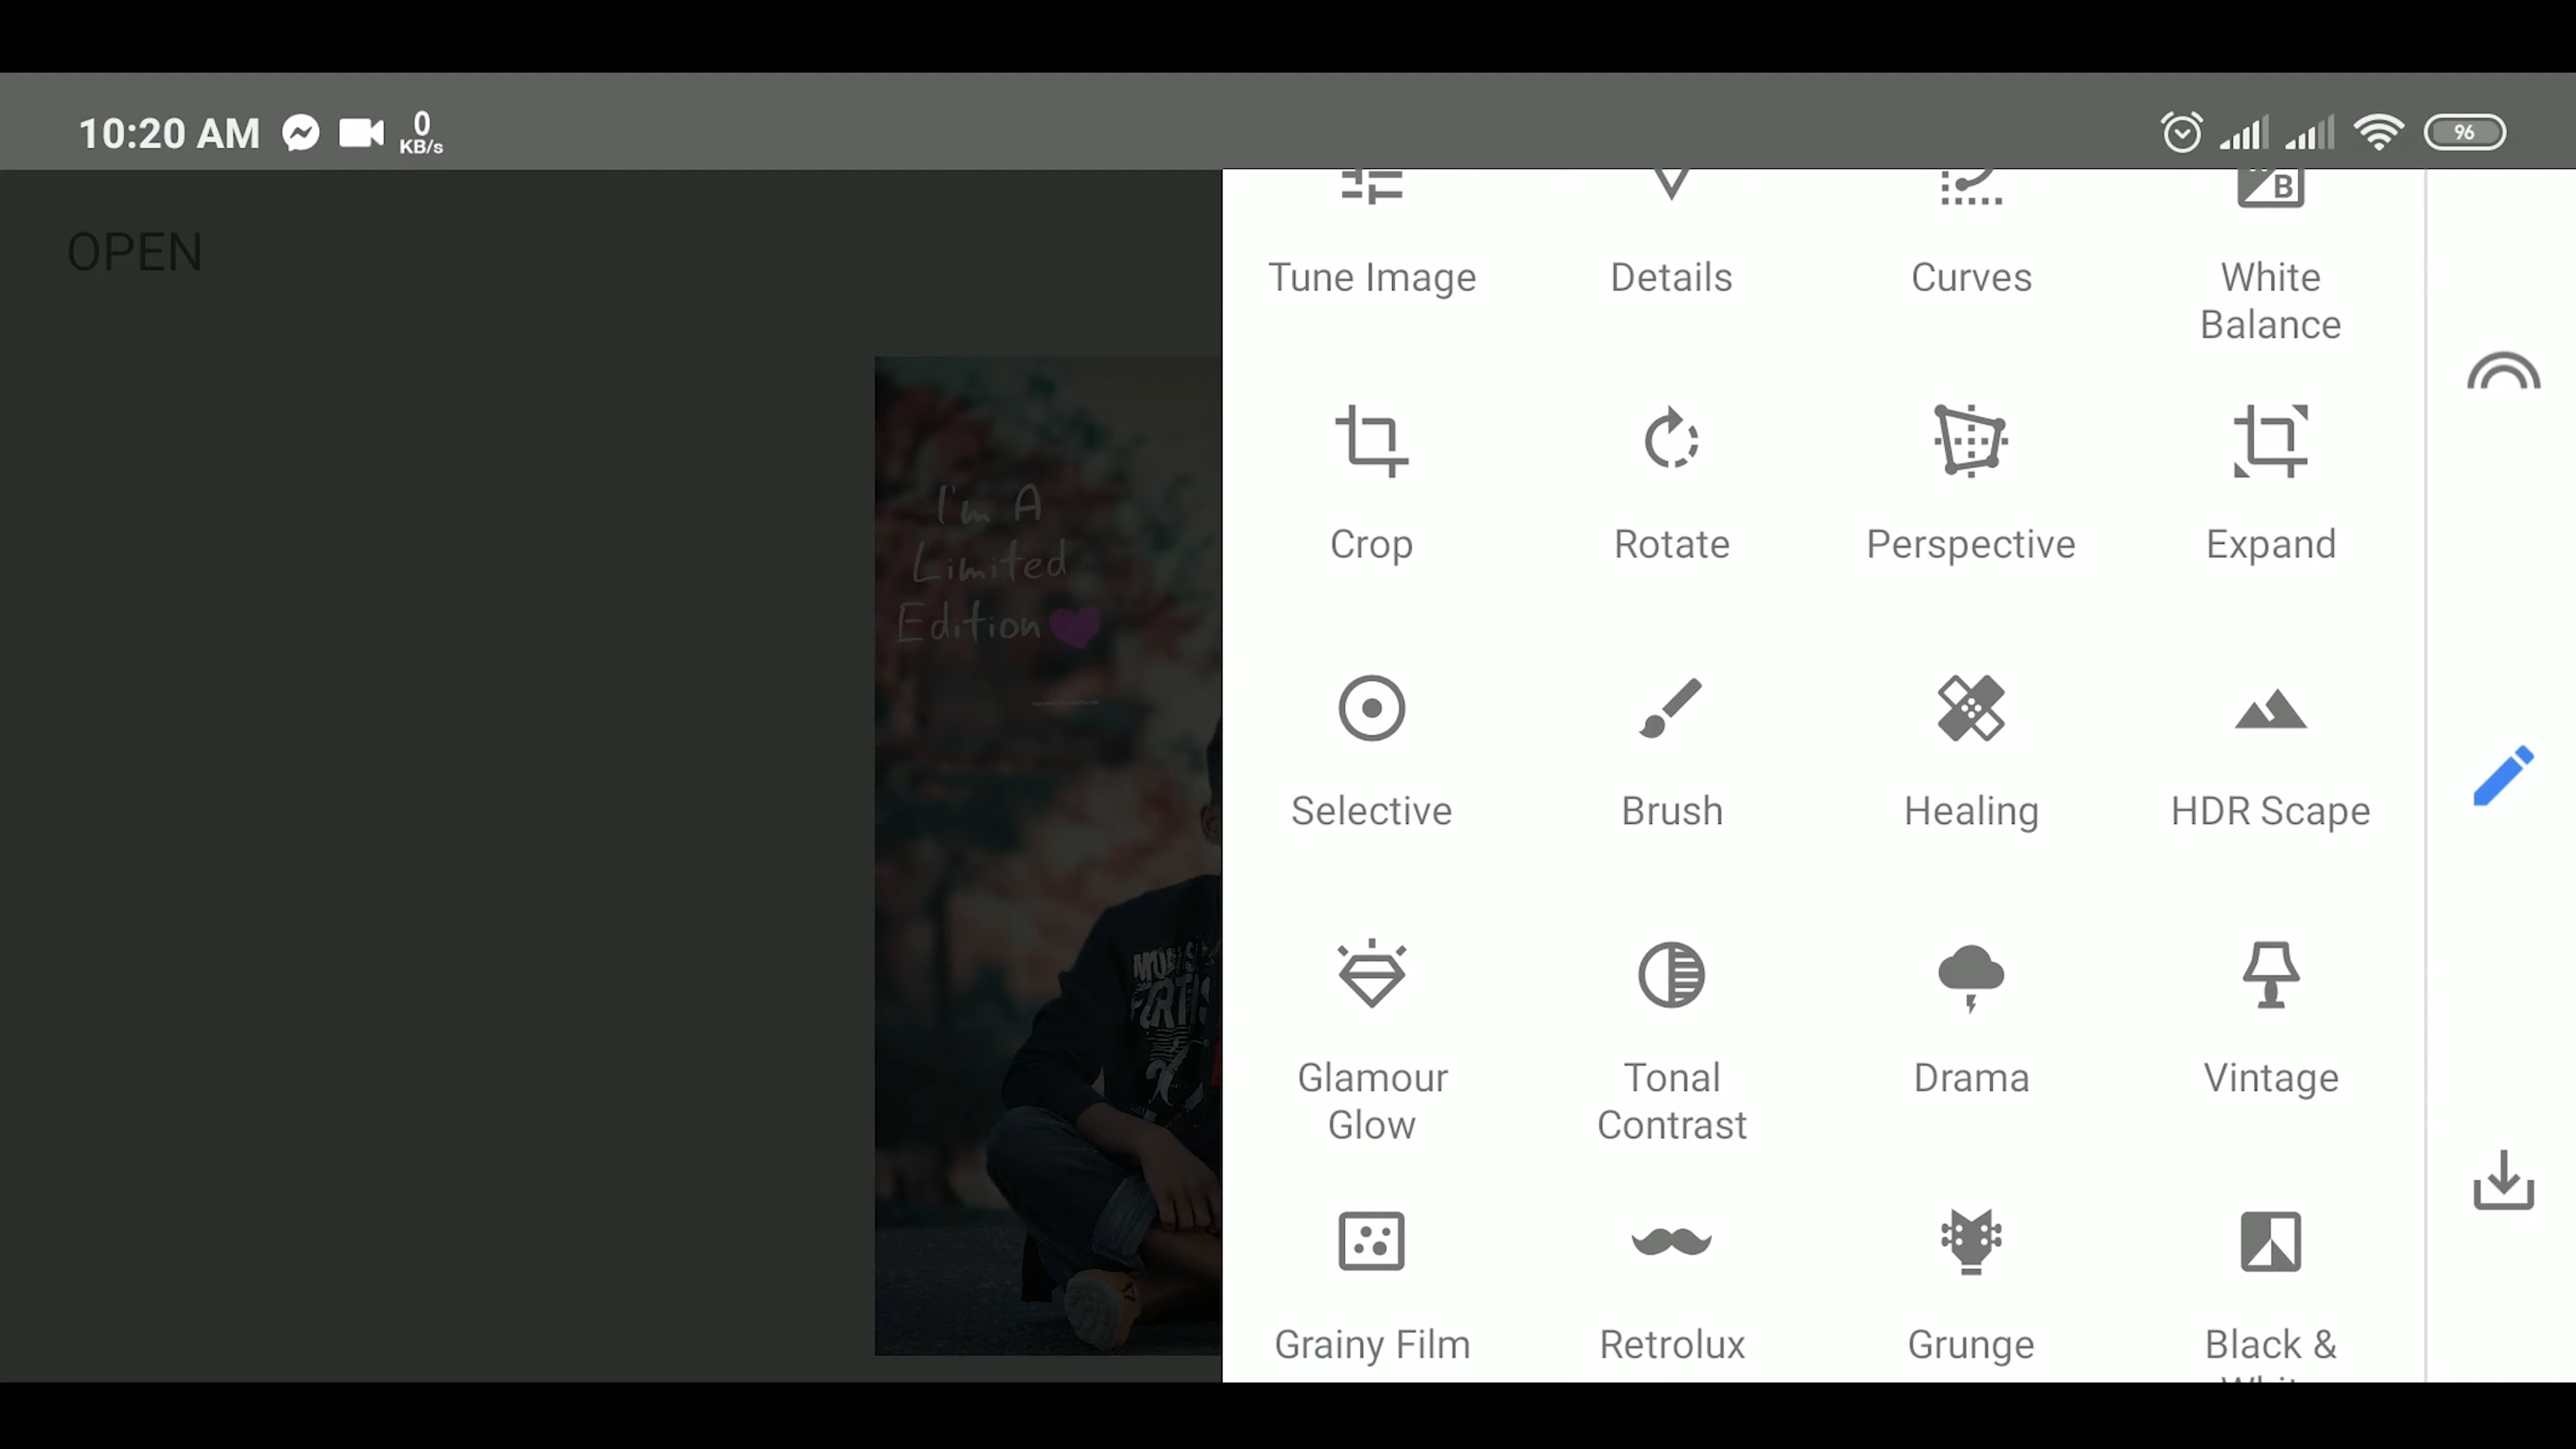 10:20 AM
0
KB/s
96
OPEN
Tune Image
Details
Curves
White
Balance
Crop
Rotate
Perspective
Expand
Selective
Brush
Healing
HDR Scape
Glamour
Glow
Tonal
Contrast
Drama
Vintage
Grainy Film
Retrolux
Grunge
Black &
I'm A
Limited
Edition